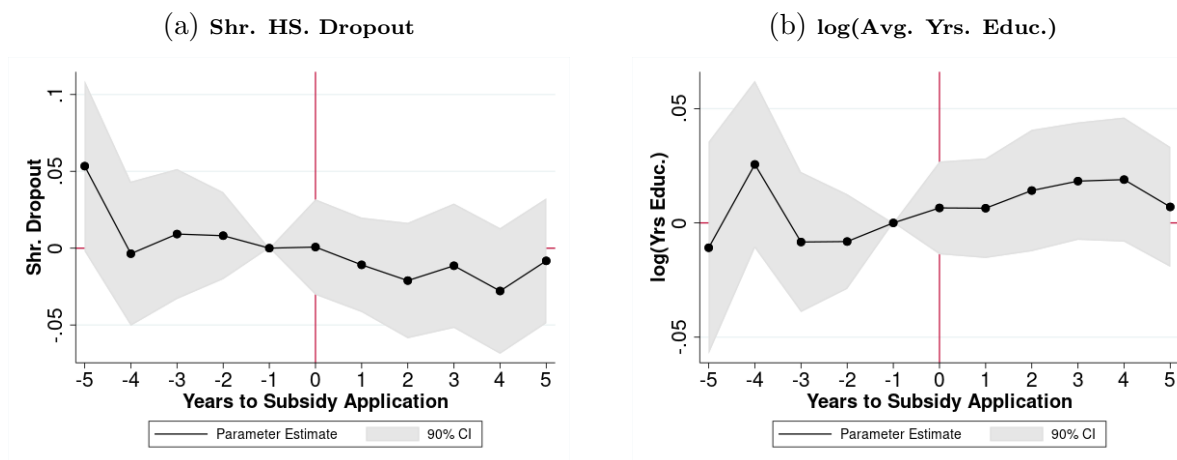 (a) Shr. HS. Dropout
.1
.05
0
-.05
Shr. Dropout
-5 -4 -3 -2 -1 0 1 2 3 4 5
Years to Subsidy Application
Parameter Estimate 90% CI
(b) log(Avg. Yrs. Educ.)
.05
0
-.05
log(Yrs Educ.)
-5 -4 -3 -2 -1 0 1 2 3 4 5
Years to Subsidy Application
Parameter Estimate 90% CI